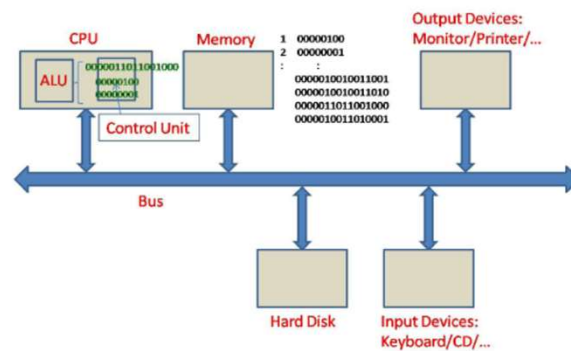 CPU
Memory
1 00000100
2 00000001
: :
0000010010011001
0000010010011010
0000011011001000
0000010011010001
Output Devices:
Monitor/Printer/...
ALU
0000011011001000
00000100
00000001
Control Unit
Bus
Hard Disk
Input Devices:
Keyboard/CD/...